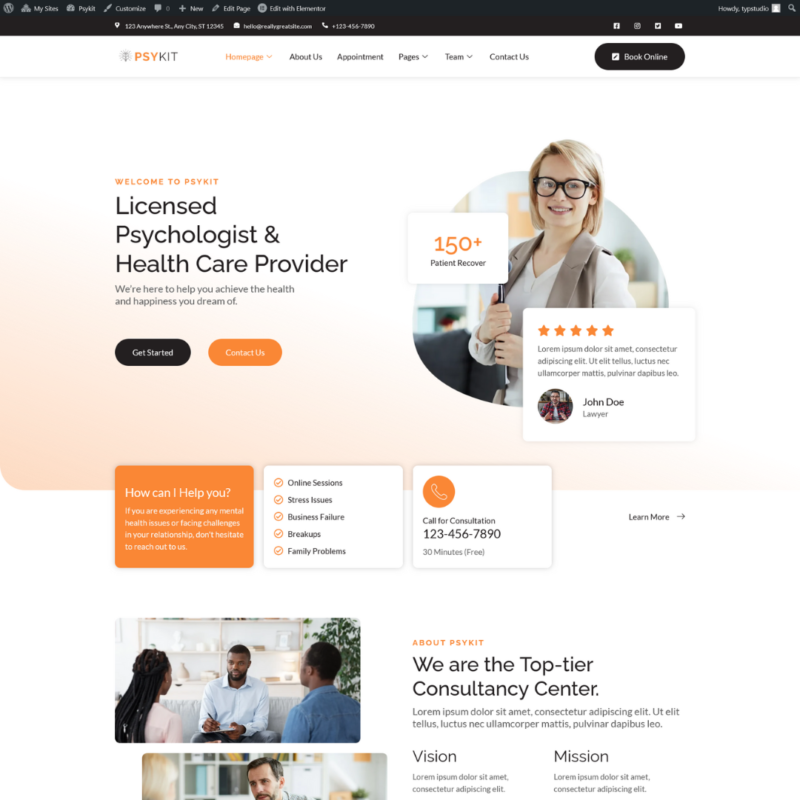 My Sites Psykit Customize 0 New Edit Page Edit with Elementor Howdy, typstudio
123 Anywhere St., Any City, ST 12345 hello@reallygreatsite.com +123-456-7890
PSYKIT Homepage About Us Appointment Pages Team Contact Us Book Online
WELCOME TO PSYKIT
Licensed
Psychologist &
Health Care Provider
We're here to help you achieve the health
and happiness you dream of.
Get Started Contact Us
150+
Patient Recover
Lorem ipsum dolor sit amet, consectetur
adipiscing elit. Ut elit tellus, luctus nec
ullamcorper mattis, pulvinar dapibus leo.
John Doe
Lawyer
How can I Help you?
If you are experiencing any mental
health issues or facing challenges
in your relationship, don't hesitate
to reach out to us.
Online Sessions
Stress Issues
Business Failure
Breakups
Family Problems
Call for Consultation
123-456-7890
30 Minutes (Free)
Learn More
ABOUT PSYKIT
We are the Top-tier
Consultancy Center.
Lorem ipsum dolor sit amet, consectetur adipiscing elit. Ut elit
tellus, luctus nec ullamcorper mattis, pulvinar dapibus leo.
Vision
Lorem ipsum dolor sit amet,
consectetur adipiscing elit.
Mission
Lorem ipsum dolor sit amet,
consectetur adipiscing elit.